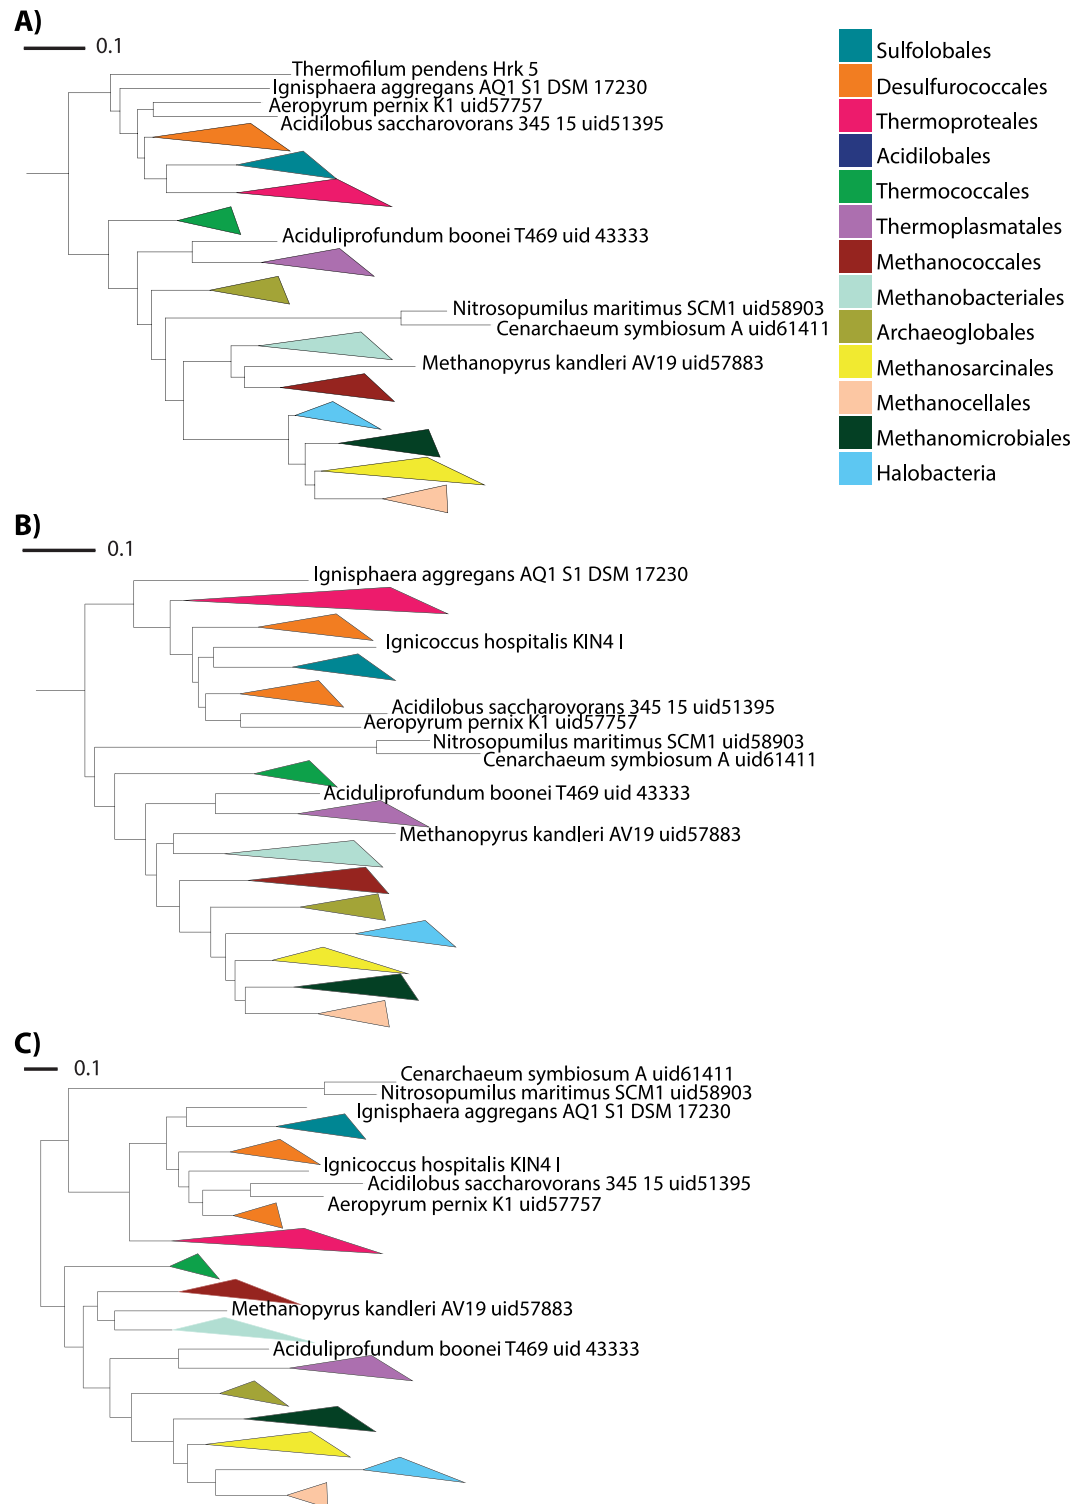 A)
0.1
Thermofilum pendens Hrk 5
Ignisphaera aggregans AQ1 S1 DSM 17230
Aeropyrum pernix K1 uid57757
Acidilobus saccharovorans 345 15 uid51395
Aciduliprofundum boonei T469 uid 43333
Nitrosopumilus maritimus SCM1 uid58903
Cenarchaeum symbiosum A uid61411
Methanopyrus kandleri AV19 uid57883
Sulfolobales
Desulfurococcales
Thermoproteales
Acidilobales
Thermococcales
Thermoplasmatales
Methanococcales
Methanobacteriales
Archaeoglobales
Methanosarcinales
Methanocellales
Methanomicrobiales
Halobacteria
B)
0.1
Ignisphaera aggregans AQ1 S1 DSM 17230
Ignicoccus hospitalis KIN4 I
Acidilobus saccharovorans 345 15 uid51395
Aeropyrum pernix K1 uid57757
Nitrosopumilus maritimus SCM1 uid58903
Cenarchaeum symbiosum A uid61411
Aciduliprofundum boonei T469 uid 43333
Methanopyrus kandleri AV19 uid57883
C)
0.1
Cenarchaeum symbiosum A uid61411
Nitrosopumilus maritimus SCM1 uid58903
Ignisphaera aggregans AQ1 S1 DSM 17230
Ignicoccus hospitalis KIN4 I
Acidilobus saccharovorans 345 15 uid51395
Aeropyrum pernix K1 uid57757
Methanopyrus kandleri AV19 uid57883
Aciduliprofundum boonei T469 uid 43333